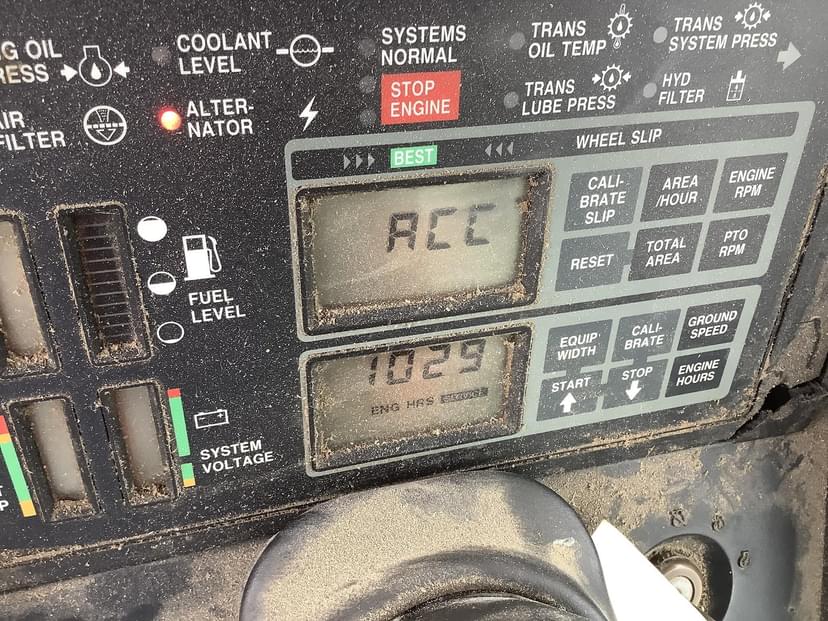 G OIL
RESS
COOLANT
LEVEL
SYSTEMS
NORMAL
TRANS
OIL TEMP
TRANS
SYSTEM PRESS
AIR
FILTER
ALTER-
NATOR
STOP
ENGINE
TRANS
LUBE PRESS
HYD
FILTER
BEST
WHEEL SLIP
ACC
CALI-
BRATE
SLIP
AREA
/HOUR
ENGINE
RPM
RESET
TOTAL
AREA
PTO
RPM
FUEL
LEVEL
1029
ENG HRS SERVICE
EQUIP
WIDTH
CALI-
BRATE
GROUND
SPEED
START
STOP
ENGINE
HOURS
SYSTEM
VOLTAGE
T
P